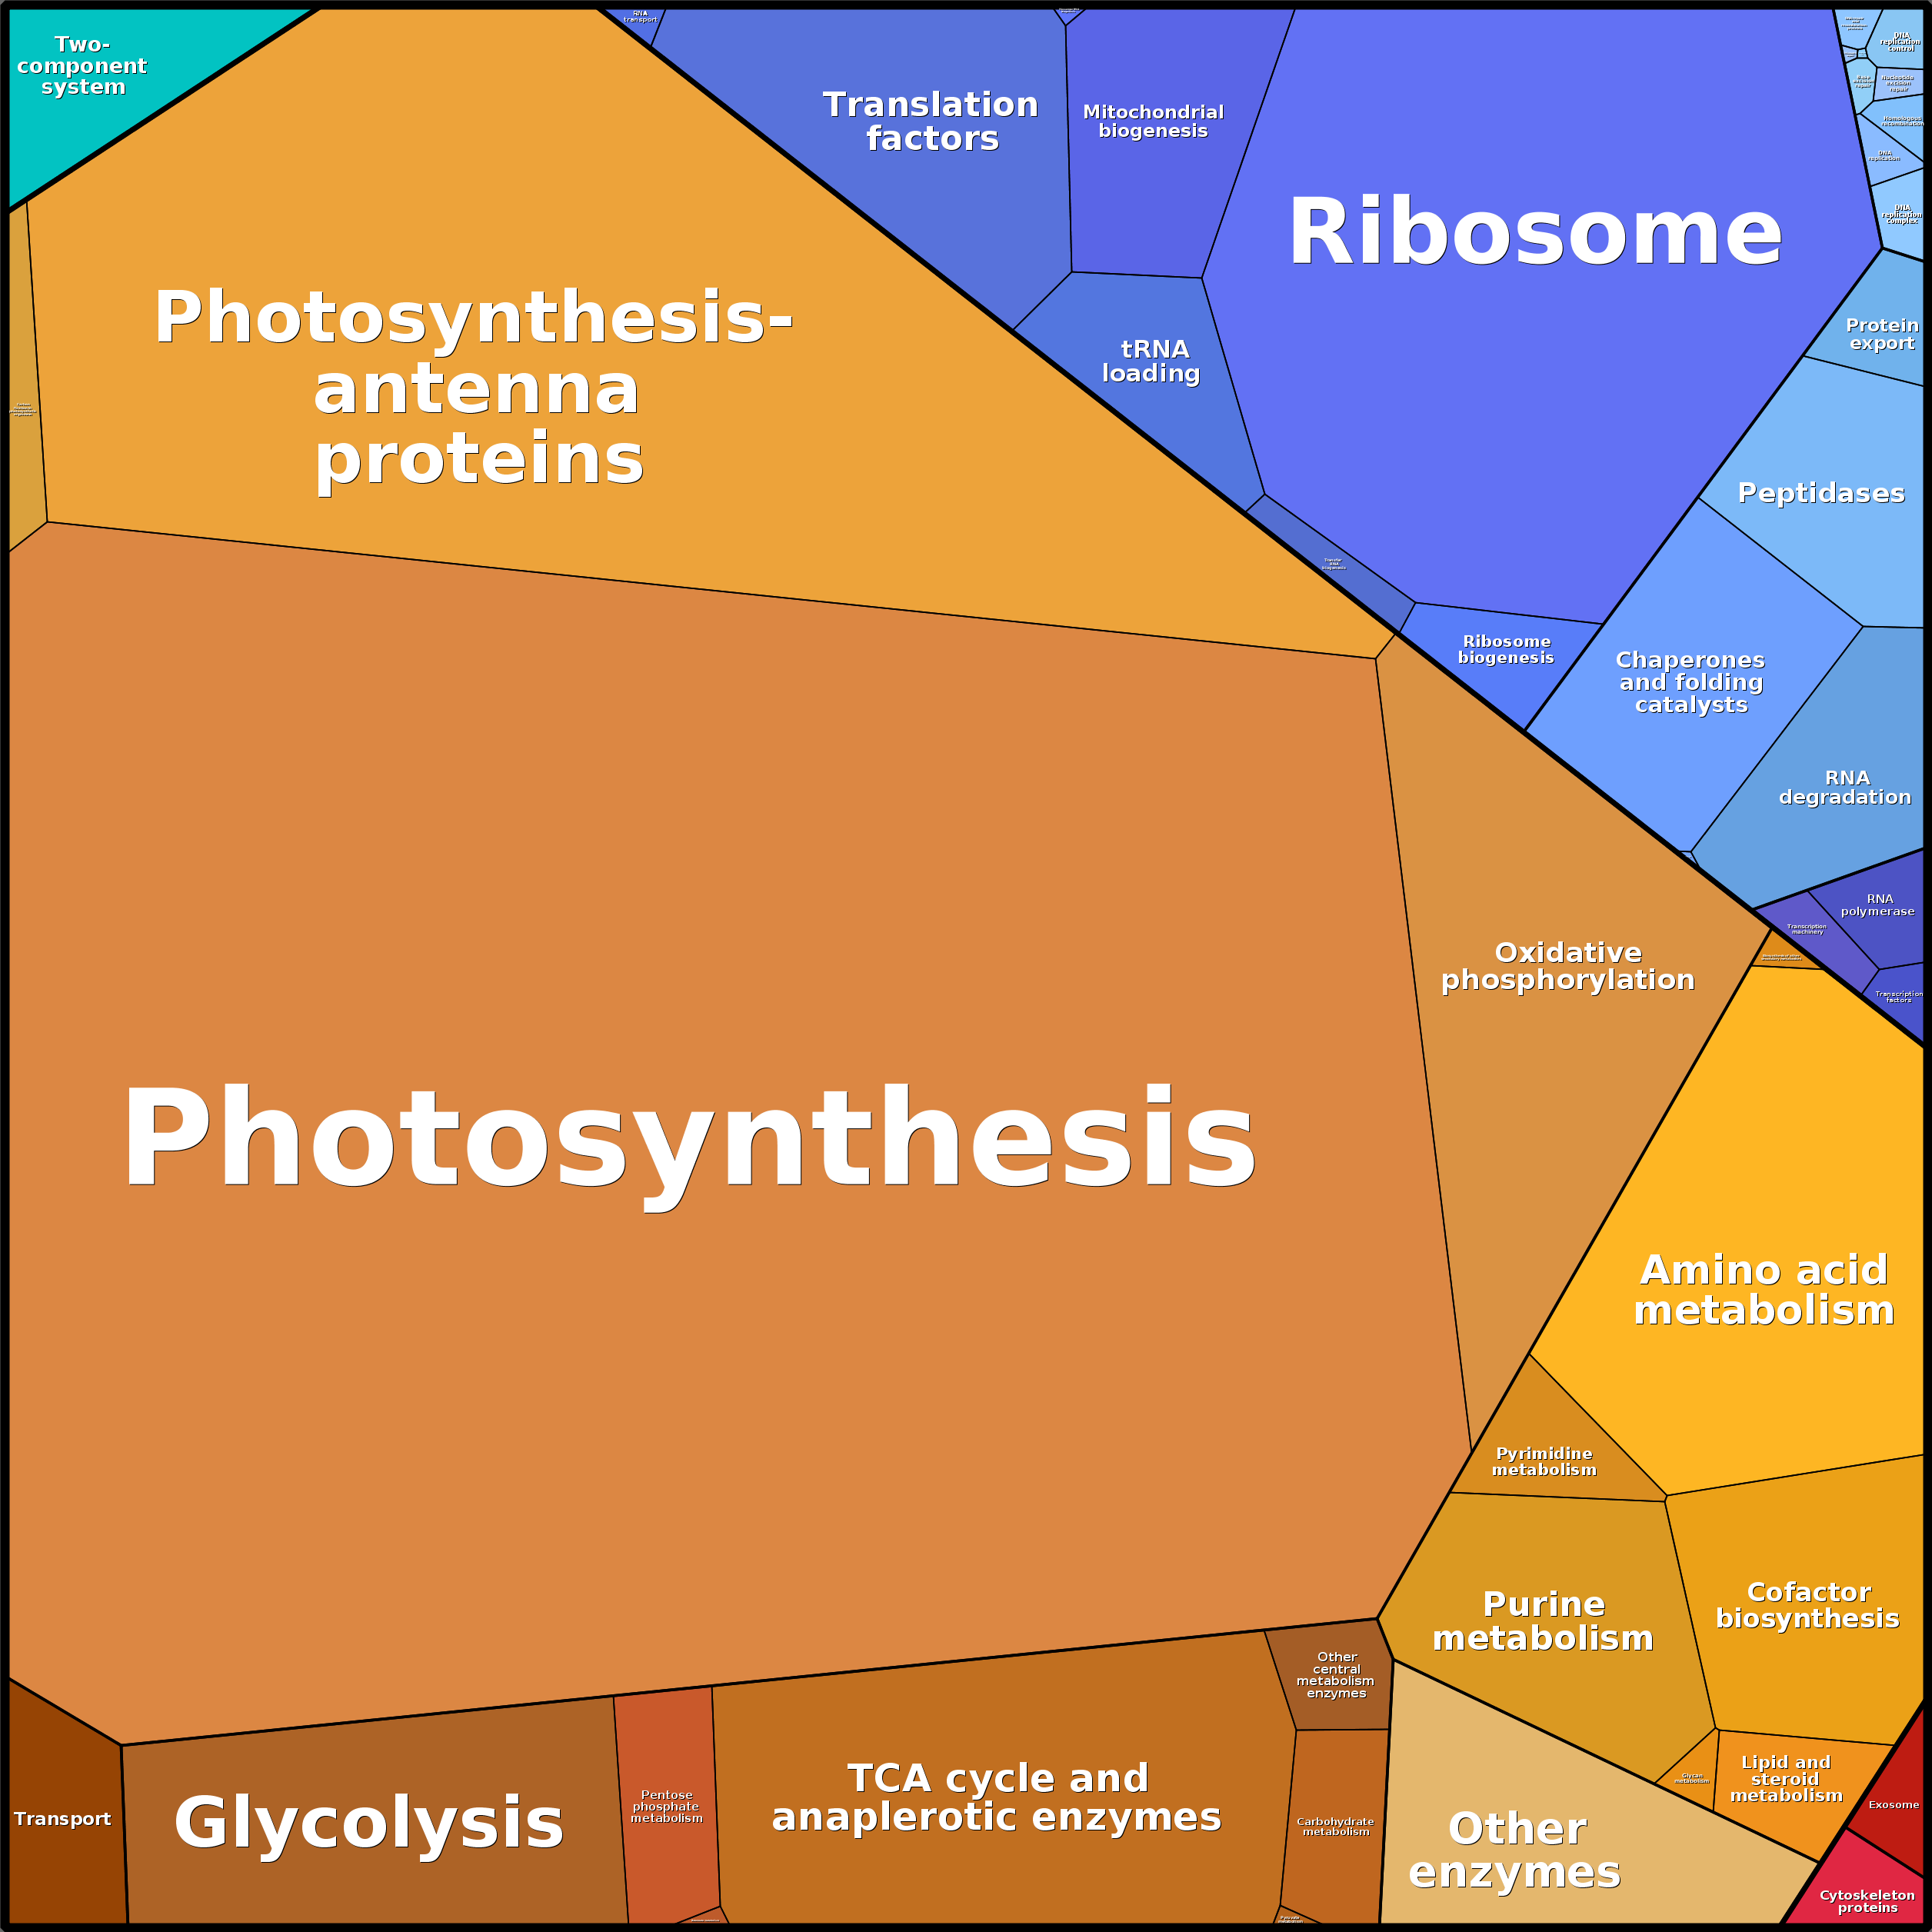 Two-
component
system
RNA
transport
Translation
factors
Mitochondrial
biogenesis
Ribosome
DNA
replication
control
Base
excision
repair
Nucleotide
excision
repair
Homologous
recombination
DNA
replication
DNA
replication
complex
Photosynthesis-
antenna
proteins
tRNA
loading
Protein
export
Peptidases
Transfer
RNA
biogenesis
Ribosome
biogenesis
Chaperones
and folding
catalysts
RNA
degradation
RNA
polymerase
Transcription
machinery
Transcription
factors
Oxidative
phosphorylation
Photosynthesis
Amino acid
metabolism
Pyrimidine
metabolism
Purine
metabolism
Cofactor
biosynthesis
Other
central
metabolism
enzymes
Lipid and
steroid
metabolism
Glycan
metabolism
Transport
Glycolysis
Pentose
phosphate
metabolism
TCA cycle and
anaplerotic enzymes
Carbohydrate
metabolism
Other
enzymes
Exosome
Cytoskeleton
proteins